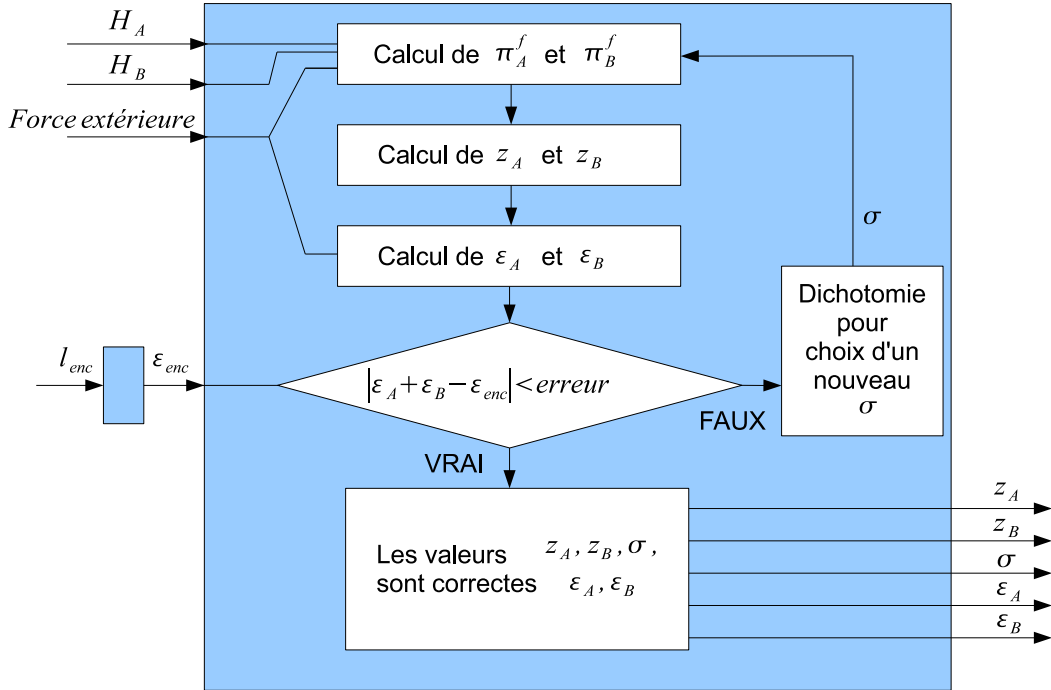 H_A
H_B
Force extérieure
Calcul de π_A^f et π_B^f
Calcul de z_A et z_B
Calcul de ε_A et ε_B
σ
Dichotomie
pour
choix d'un
nouveau
σ
l_enc
ε_enc
|ε_A+ε_B−ε_enc|<erreur
FAUX
VRAI
Les valeurs z_A, z_B, σ,
sont correctes ε_A, ε_B
z_A
z_B
σ
ε_A
ε_B